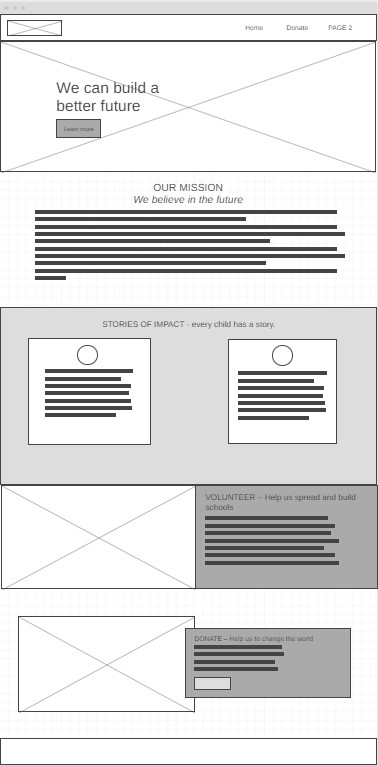 Home Donate PAGE 2
We can build a
better future
Learn more
OUR MISSION
We believe in the future
STORIES OF IMPACT - every child has a story.
VOLUNTEER – Help us spread and build
schools
DONATE – Help us to change the world